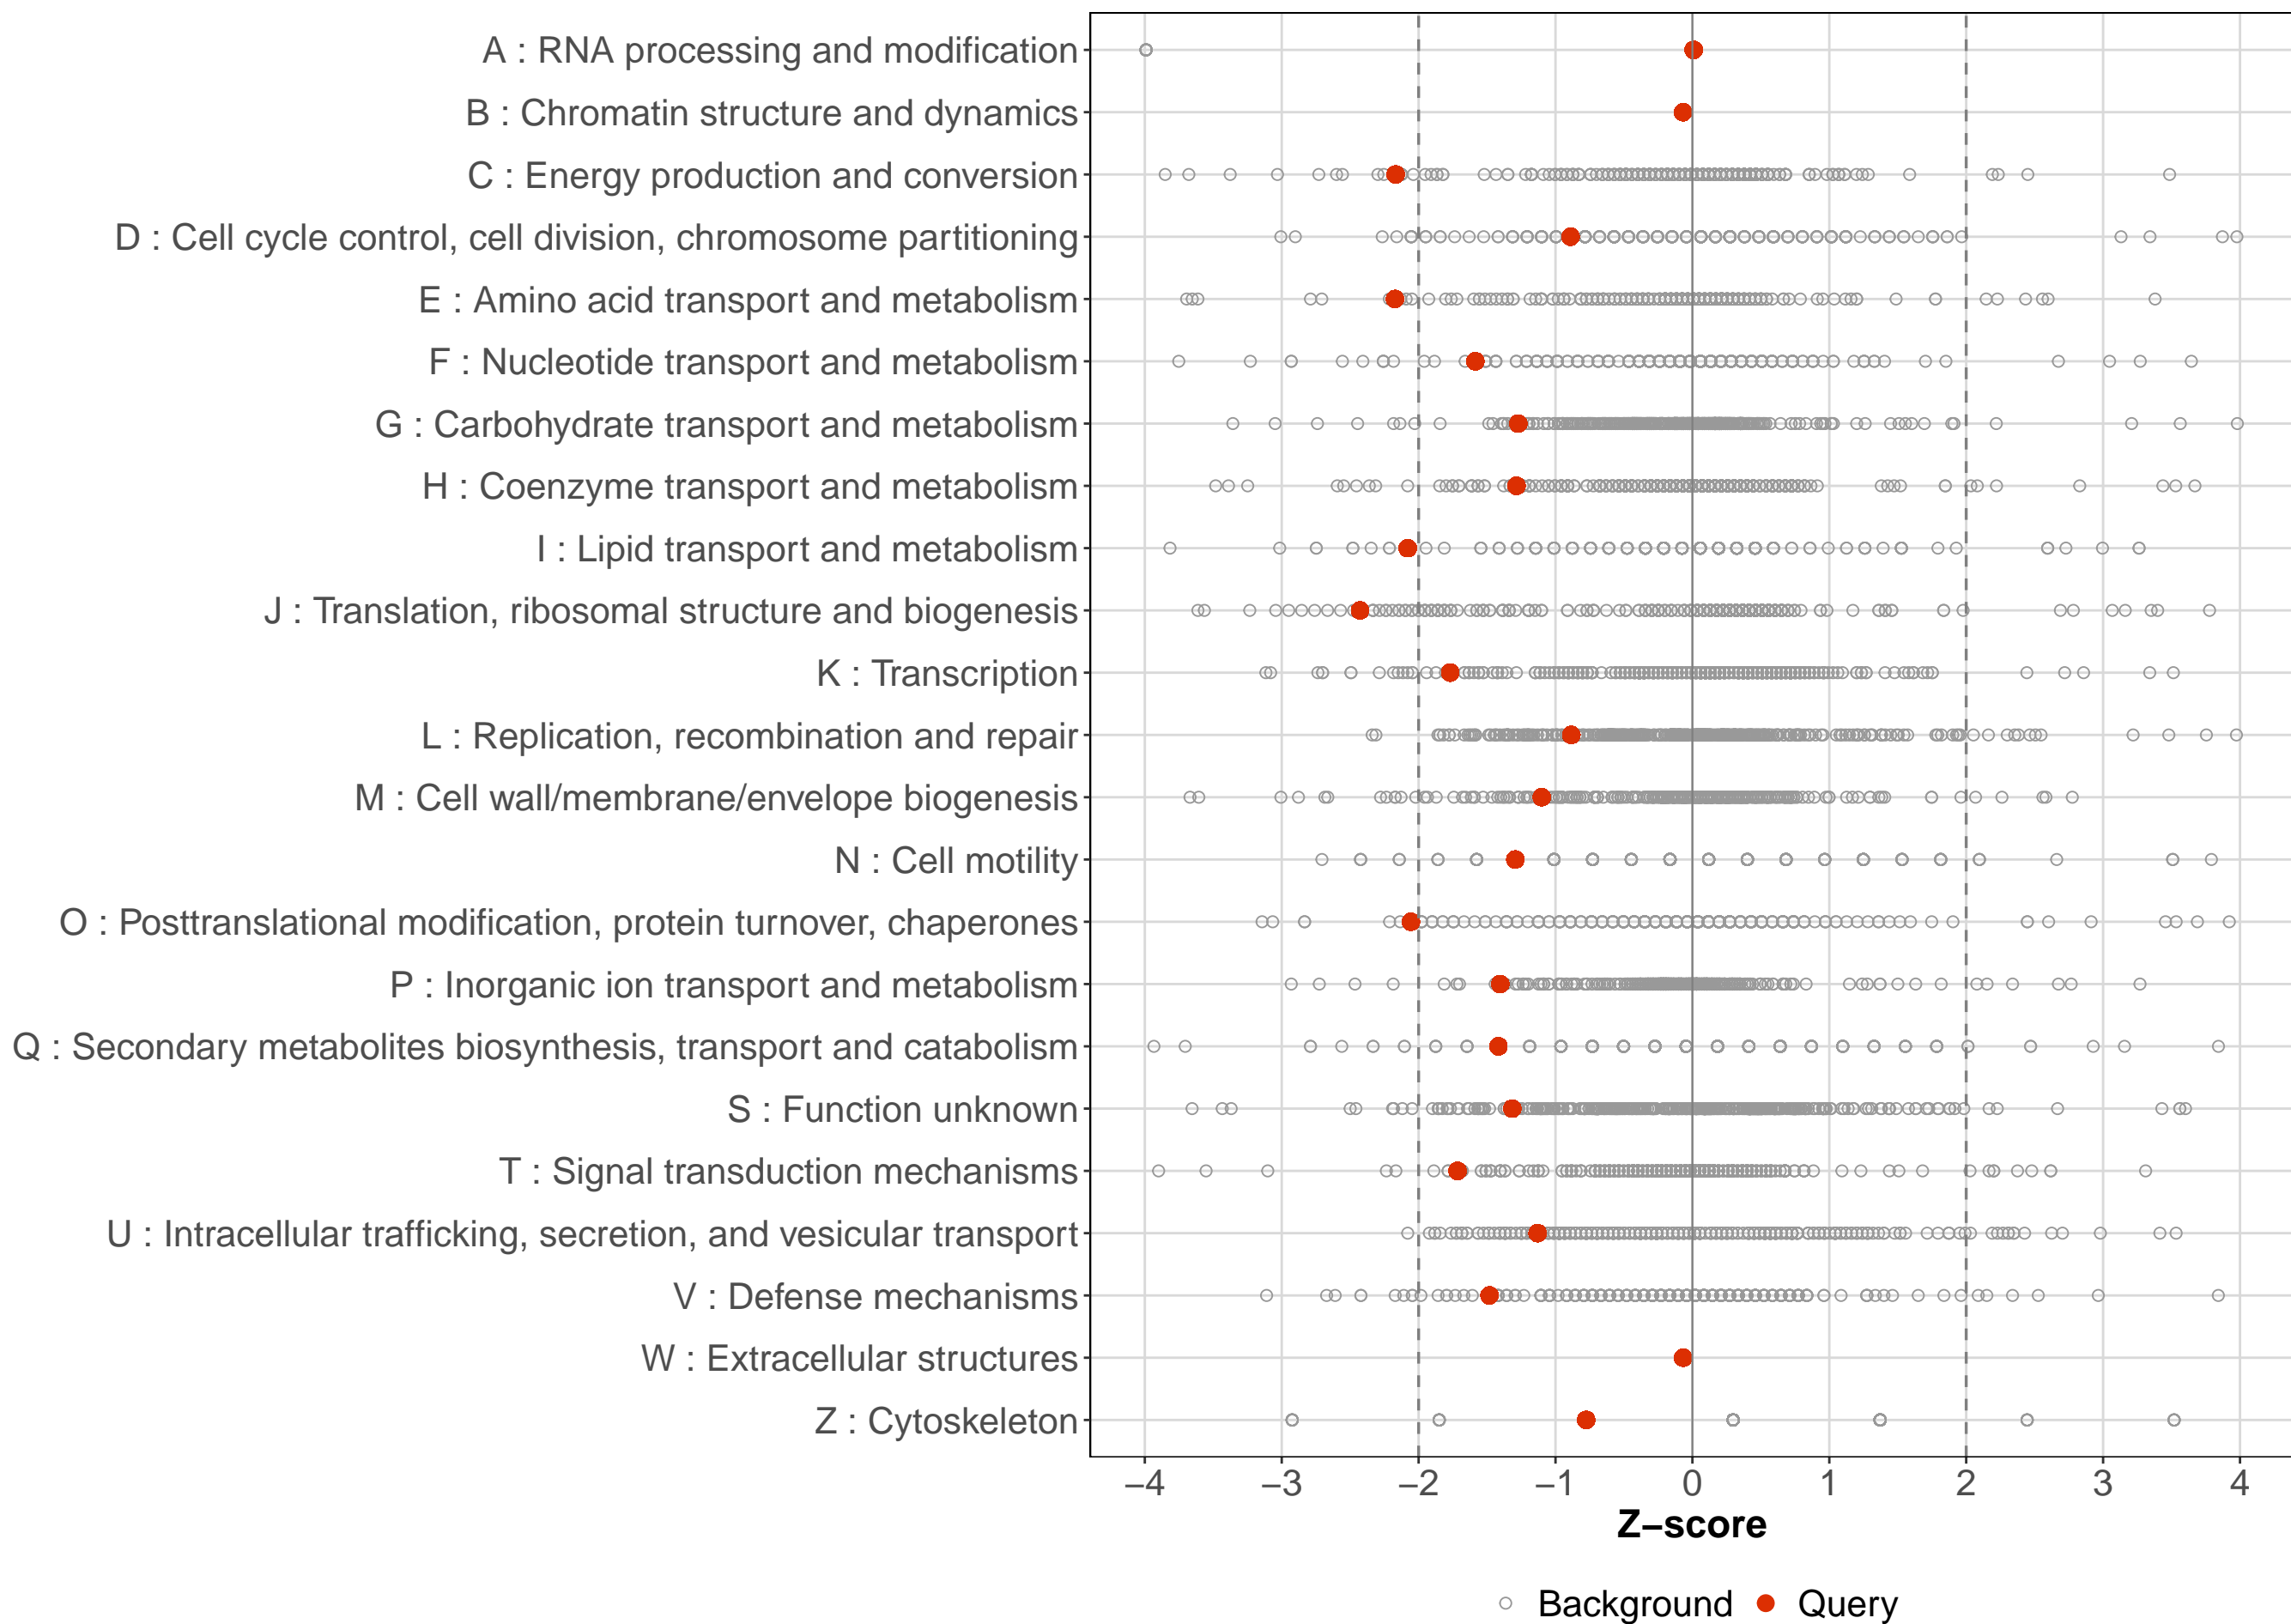 A : RNA processing and modification
B : Chromatin structure and dynamics
C : Energy production and conversion
D : Cell cycle control, cell division, chromosome partitioning
E : Amino acid transport and metabolism
F : Nucleotide transport and metabolism
G : Carbohydrate transport and metabolism
H : Coenzyme transport and metabolism
I : Lipid transport and metabolism
J : Translation, ribosomal structure and biogenesis
K : Transcription
L : Replication, recombination and repair
M : Cell wall/membrane/envelope biogenesis
N : Cell motility
O : Posttranslational modification, protein turnover, chaperones
P : Inorganic ion transport and metabolism
Q : Secondary metabolites biosynthesis, transport and catabolism
S : Function unknown
T : Signal transduction mechanisms
U : Intracellular trafficking, secretion, and vesicular transport
V : Defense mechanisms
W : Extracellular structures
Z : Cytoskeleton
−4 −3 −2 −1 0 1 2 3 4
Z−score
Background Query